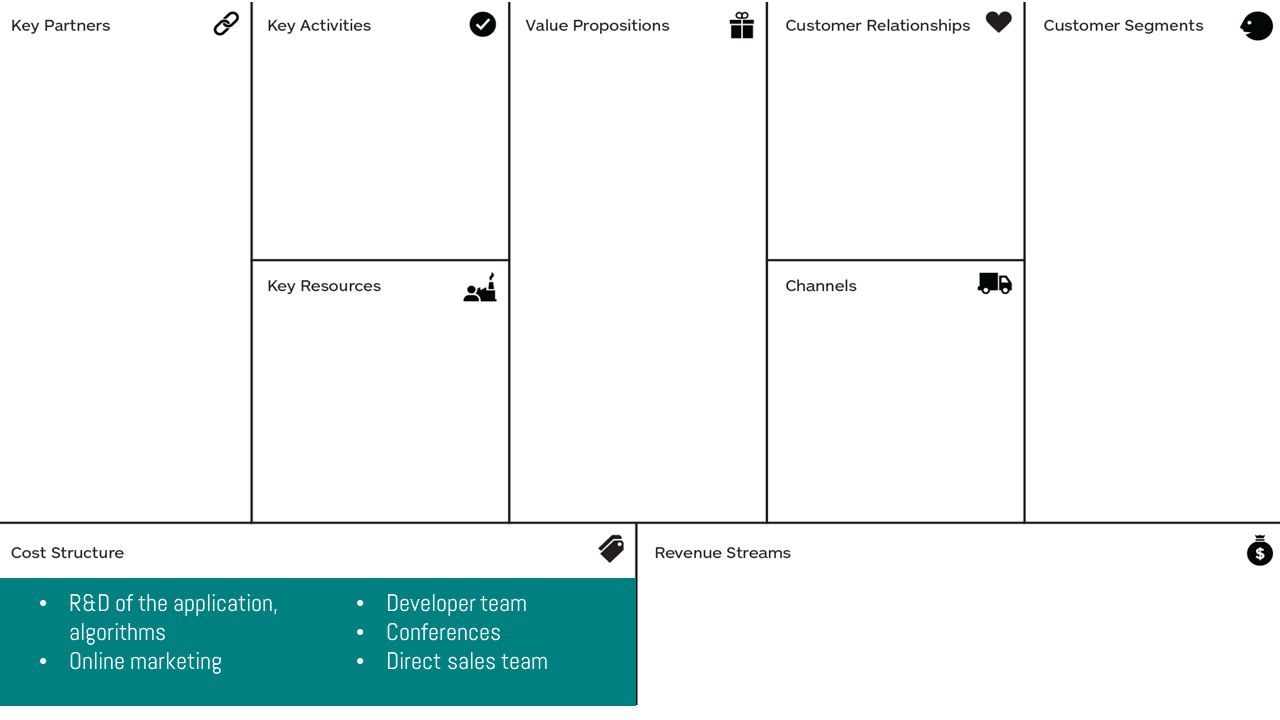 Key Partners
Key Activities
Value Propositions
Customer Relationships
Customer Segments
Key Resources
Channels
Cost Structure
Revenue Streams
$
• R&D of the application,
algorithms
• Online marketing
• Developer team
• Conferences
• Direct sales team